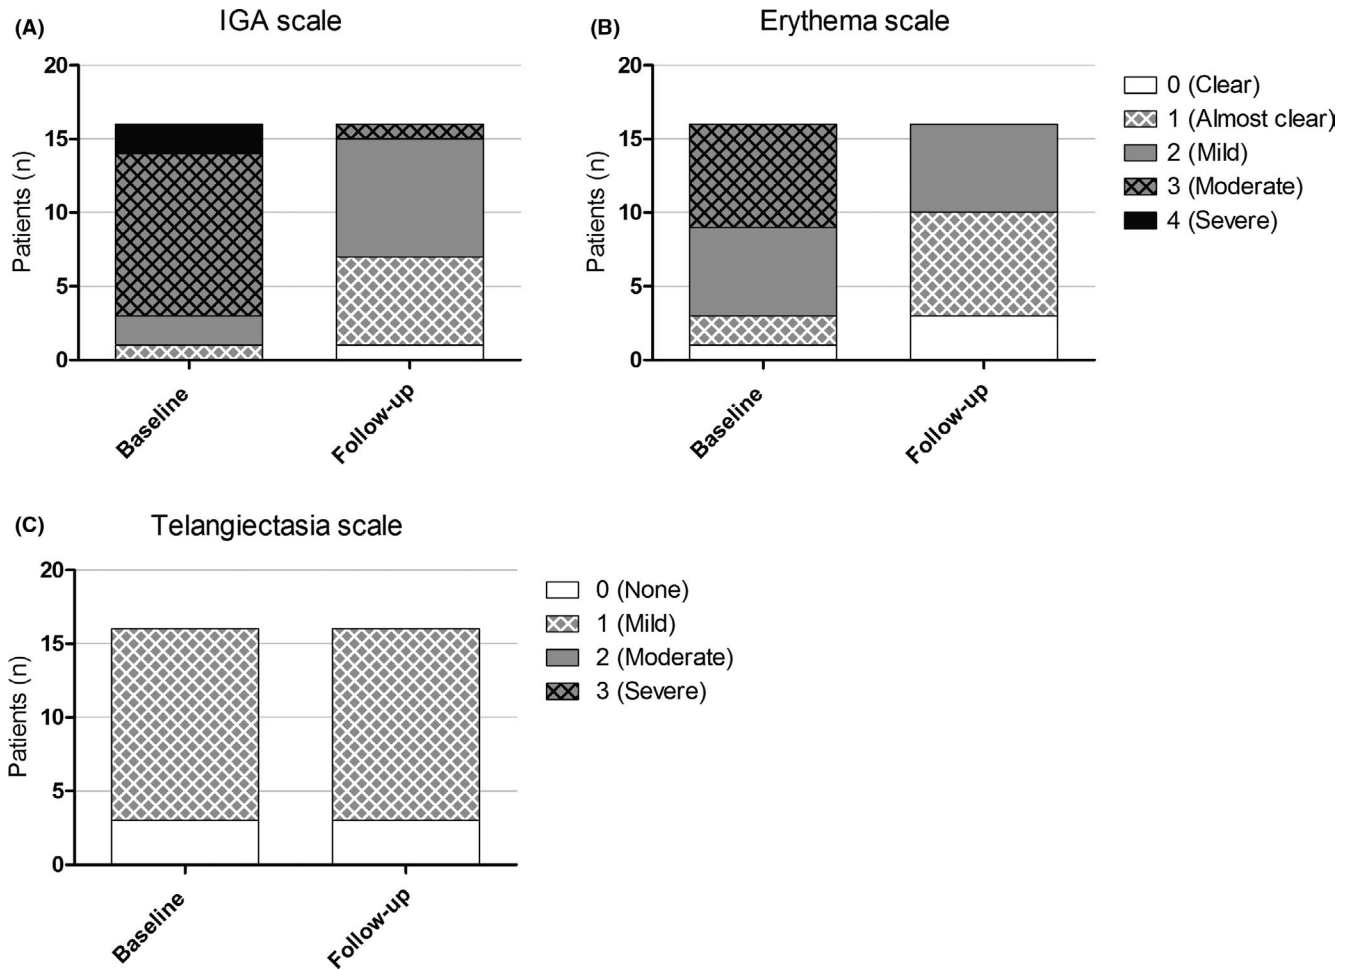 (A)
IGA scale
20
15
10
5
0
Patients (n)
Baseline
Follow-up
(B)
Erythema scale
20
15
10
5
0
Patients (n)
Baseline
Follow-up
0 (Clear)
1 (Almost clear)
2 (Mild)
3 (Moderate)
4 (Severe)
(C)
Telangiectasia scale
20
15
10
5
0
Patients (n)
Baseline
Follow-up
0 (None)
1 (Mild)
2 (Moderate)
3 (Severe)